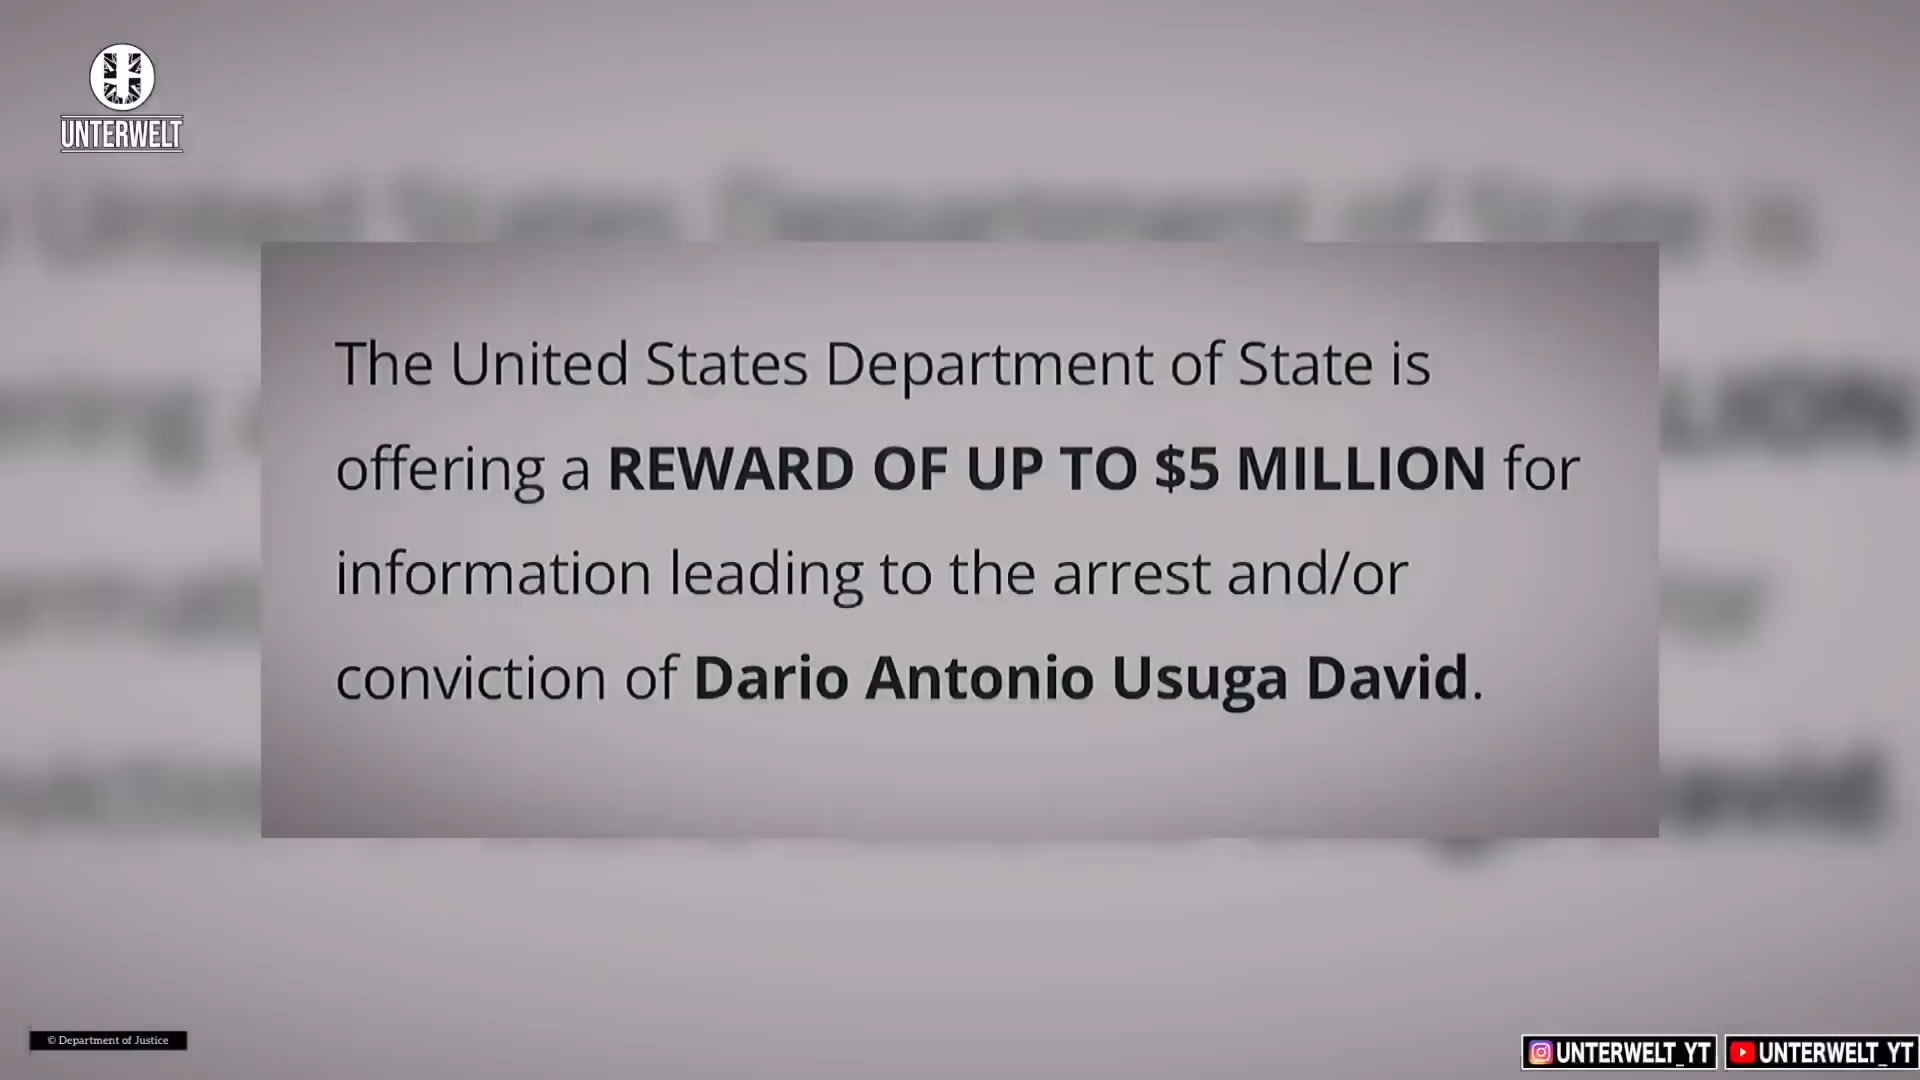 UNTERWELT
The United States Department of State is
offering a REWARD OF UP TO $5 MILLION for
information leading to the arrest and/or
conviction of Dario Antonio Usuga David.
© Department of Justice
UNTERWELT_YT UNTERWELT_YT